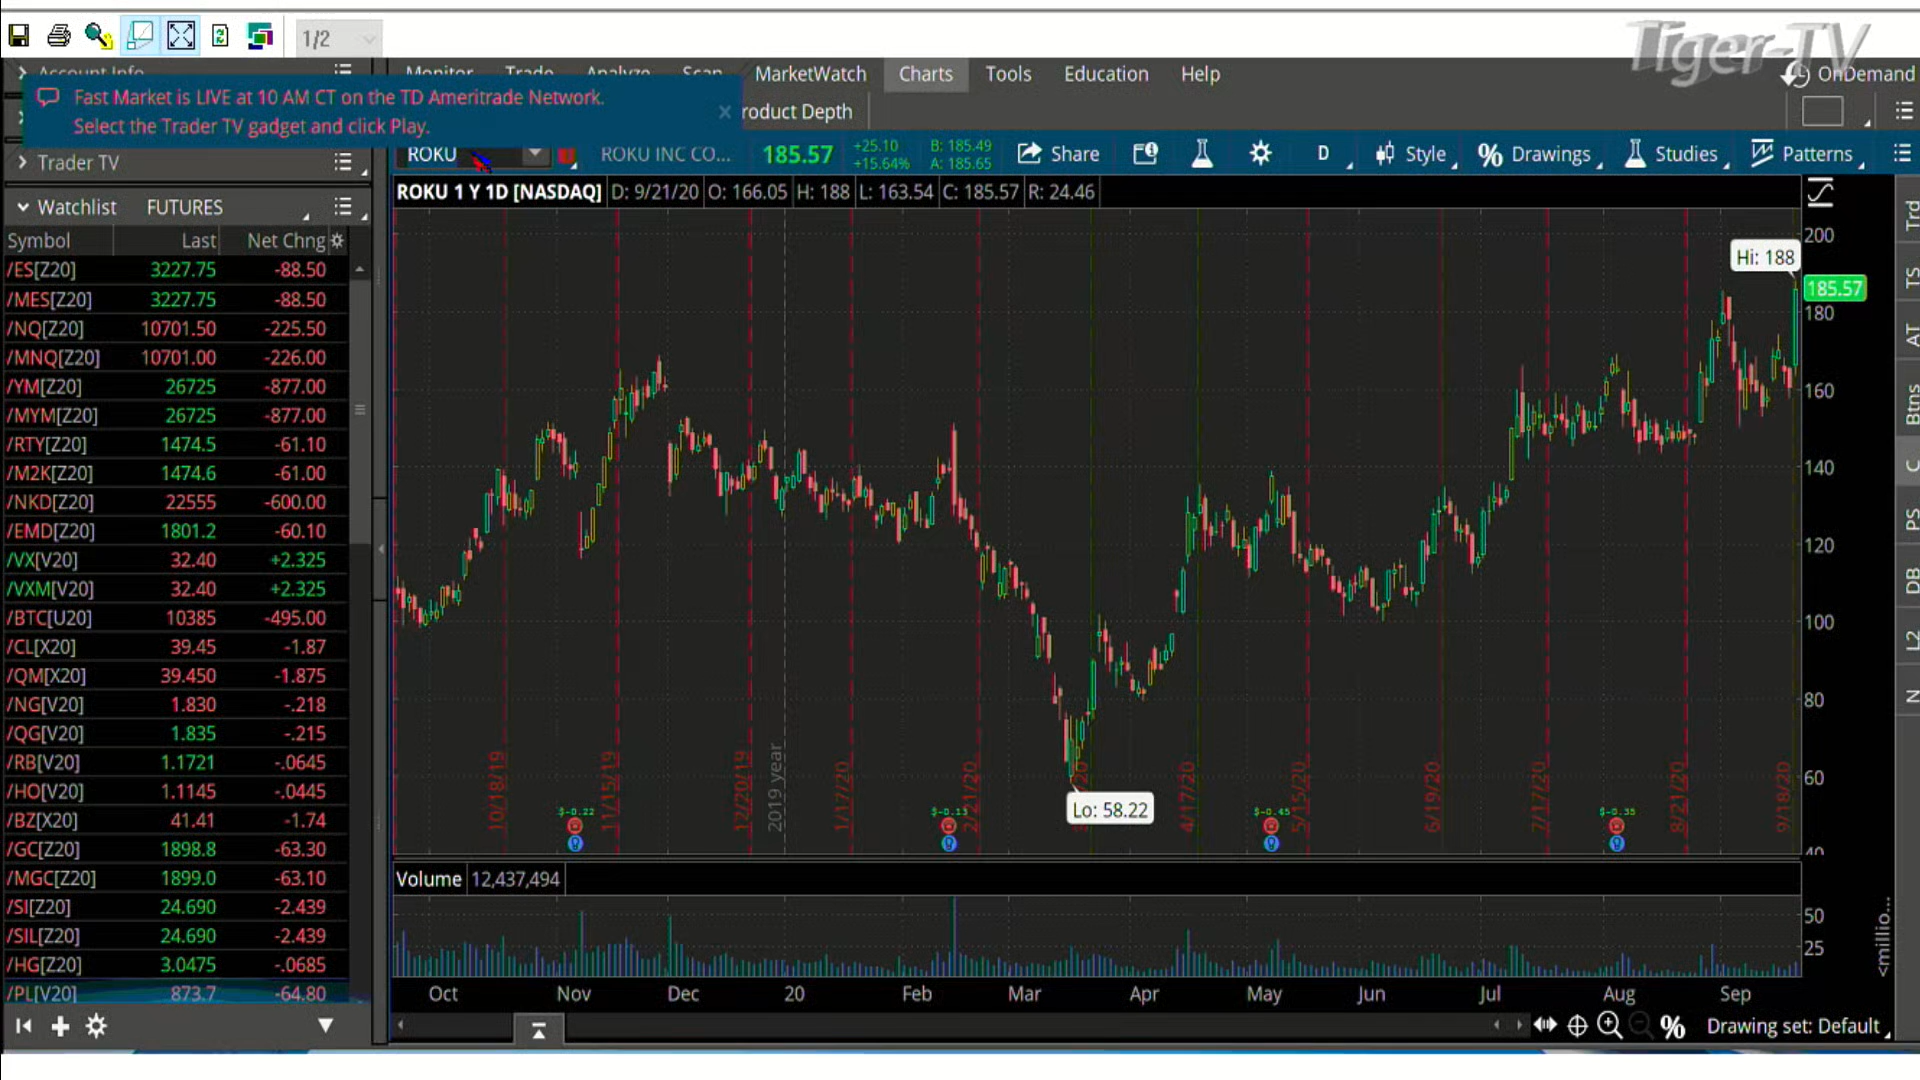 1/2
Tiger-TV
Account Info
Monitor Trade Analyze Scan MarketWatch Charts Tools Education Help
OnDemand
Fast Market is LIVE at 10 AM CT on the TD Ameritrade Network.
Select the Trader TV gadget and click Play.
roduct Depth
Trader TV
ROKU
ROKU INC CO...
185.57
+25.10
+15.64%
B: 185.49
A: 185.65
Share
D
Style
Drawings
Studies
Patterns
Watchlist FUTURES
Symbol Last Net Chng
/ES[Z20] 3227.75 -88.50
/MES[Z20] 3227.75 -88.50
/NQ[Z20] 10701.50 -225.50
/MNQ[Z20] 10701.00 -226.00
/YM[Z20] 26725 -877.00
/MYM[Z20] 26725 -877.00
/RTY[Z20] 1474.5 -61.10
/M2K[Z20] 1474.6 -61.00
/NKD[Z20] 22555 -600.00
/EMD[Z20] 1801.2 -60.10
/VX[V20] 32.40 +2.325
/VXM[V20] 32.40 +2.325
/BTC[U20] 10385 -495.00
/CL[X20] 39.45 -1.87
/QM[X20] 39.450 -1.875
/NG[V20] 1.830 -.218
/QG[V20] 1.835 -.215
/RB[V20] 1.1721 -.0645
/HO[V20] 1.1145 -.0445
/BZ[X20] 41.41 -1.74
/GC[Z20] 1898.8 -63.30
/MGC[Z20] 1899.0 -63.10
/SI[Z20] 24.690 -2.439
/SIL[Z20] 24.690 -2.439
/HG[Z20] 3.0475 -.0685
/PL[V20] 873.7 -64.80
ROKU 1 Y 1D [NASDAQ] D: 9/21/20 O: 166.05 H: 188 L: 163.54 C: 185.57 R: 24.46
200
Hi: 188
185.57
180
160
140
120
100
80
60
40
Lo: 58.22
10/18/19
11/15/19
12/20/19
2019 year
1/17/20
2/21/20
4/17/20
5/15/20
6/19/20
7/17/20
8/21/20
9/18/20
$-0.22
$-0.13
$-0.45
$-0.35
Volume 12,437,494
50
25
<millio...
Oct Nov Dec 20 Feb Mar Apr May Jun Jul Aug Sep
Drawing set: Default
Trd
TS
AT
Btns
C
PS
DB
L2
N